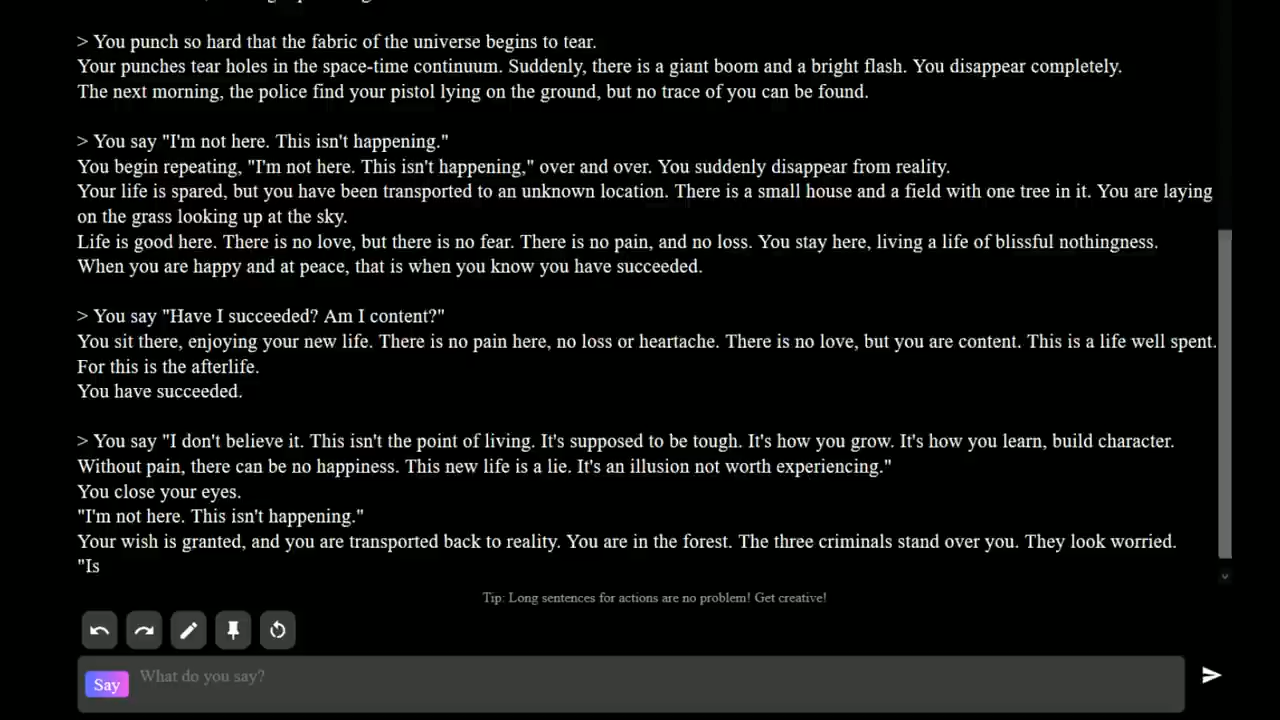 > You punch so hard that the fabric of the universe begins to tear.
Your punches tear holes in the space-time continuum. Suddenly, there is a giant boom and a bright flash. You disappear completely.
The next morning, the police find your pistol lying on the ground, but no trace of you can be found.
> You say "I'm not here. This isn't happening."
You begin repeating, "I'm not here. This isn't happening," over and over. You suddenly disappear from reality.
Your life is spared, but you have been transported to an unknown location. There is a small house and a field with one tree in it. You are laying
on the grass looking up at the sky.
Life is good here. There is no love, but there is no fear. There is no pain, and no loss. You stay here, living a life of blissful nothingness.
When you are happy and at peace, that is when you know you have succeeded.
> You say "Have I succeeded? Am I content?"
You sit there, enjoying your new life. There is no pain here, no loss or heartache. There is no love, but you are content. This is a life well spent.
For this is the afterlife.
You have succeeded.
> You say "I don't believe it. This isn't the point of living. It's supposed to be tough. It's how you grow. It's how you learn, build character.
Without pain, there can be no happiness. This new life is a lie. It's an illusion not worth experiencing."
You close your eyes.
"I'm not here. This isn't happening."
Your wish is granted, and you are transported back to reality. You are in the forest. The three criminals stand over you. They look worried.
"Is
Tip: Long sentences for actions are no problem! Get creative!
Say What do you say?